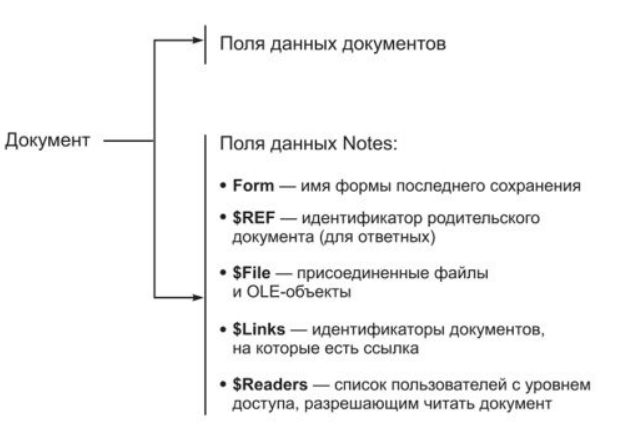 Поля данных документов
Документ
Поля данных Notes:
• Form — имя формы последнего сохранения
• $REF — идентификатор родительского
документа (для ответных)
• $File — присоединенные файлы
и OLE-объекты
• $Links — идентификаторы документов,
на которые есть ссылка
• $Readers — список пользователей с уровнем
доступа, разрешающим читать документ